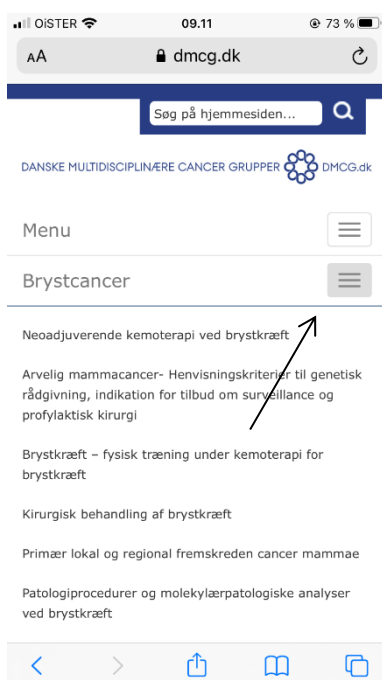 OiSTER 09.11 73 %
AA dmcg.dk
Søg på hjemmesiden...
DANSKE MULTIDISCIPLINÆRE CANCER GRUPPER DMCG.dk
Menu
Brystcancer
Neoadjuverende kemoterapi ved brystkræft
Arvelig mammacancer- Henvisningskriterier til genetisk
rådgivning, indikation for tilbud om surveillance og
profylaktisk kirurgi
Brystkræft – fysisk træning under kemoterapi for
brystkræft
Kirurgisk behandling af brystkræft
Primær lokal og regional fremskreden cancer mammae
Patologiprocedurer og molekylærpatologiske analyser
ved brystkræft